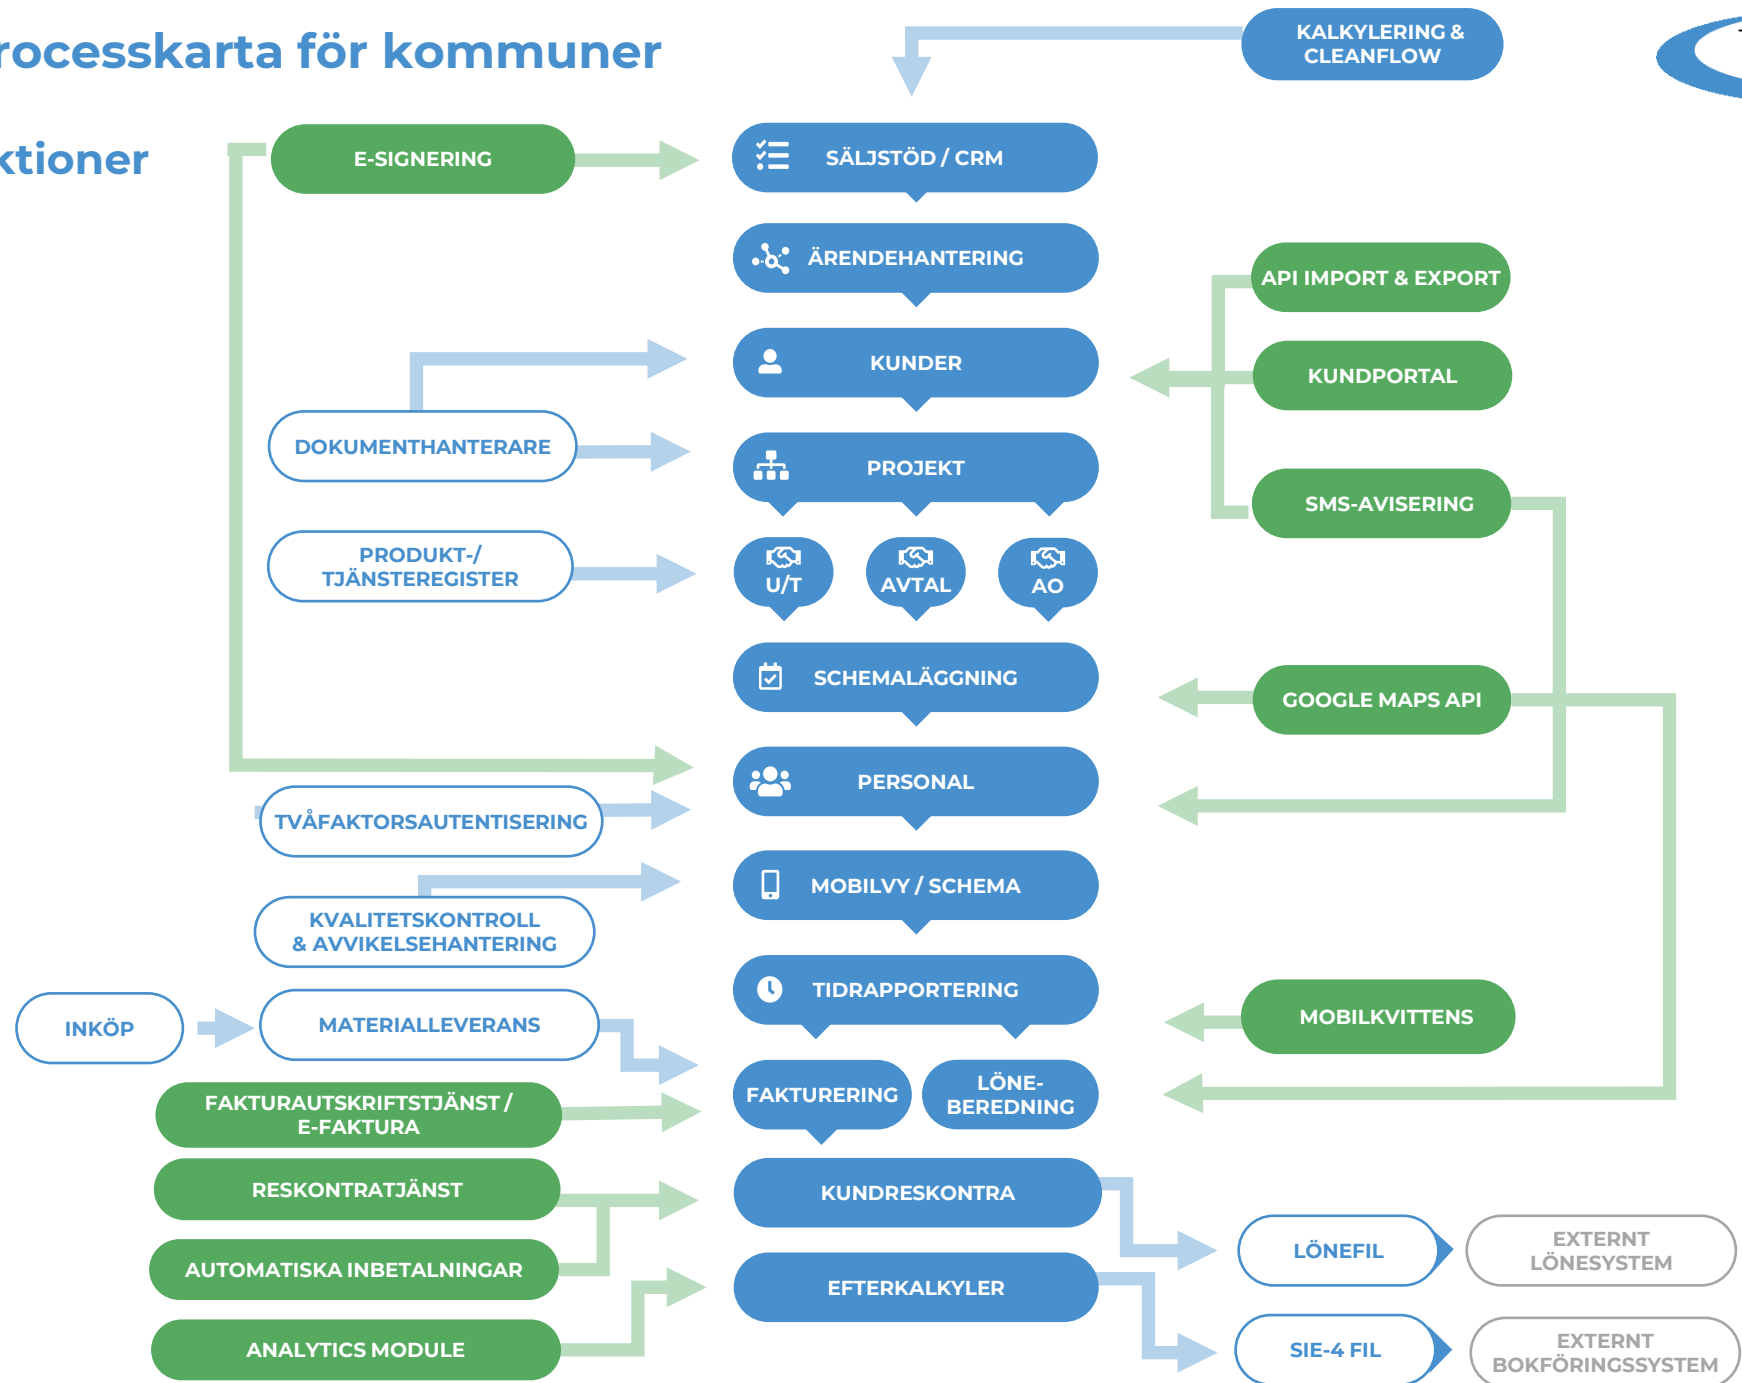 rocesskarta för kommuner
ktioner
KALKYLERING &
CLEANFLOW
E-SIGNERING
SÄLJSTÖD / CRM
ÄRENDEHANTERING
API IMPORT & EXPORT
KUNDER
KUNDPORTAL
DOKUMENTHANTERARE
PROJEKT
SMS-AVISERING
PRODUKT-/
TJÄNSTEREGISTER
U/T
AVTAL
AO
SCHEMALÄGGNING
GOOGLE MAPS API
PERSONAL
TVÅFAKTORSAUTENTISERING
MOBILVY / SCHEMA
KVALITETSKONTROLL
& AVVIKELSEHANTERING
TIDRAPPORTERING
INKÖP
MATERIALLEVERANS
MOBILKVITTENS
FAKTURERING
LÖNE-
BEREDNING
FAKTURAUTSKRIFTSTJÄNST /
E-FAKTURA
RESKONTRATJÄNST
KUNDRESKONTRA
AUTOMATISKA INBETALNINGAR
EFTERKALKYLER
LÖNEFIL
EXTERNT
LÖNESYSTEM
ANALYTICS MODULE
SIE-4 FIL
EXTERNT
BOKFÖRINGSSYSTEM